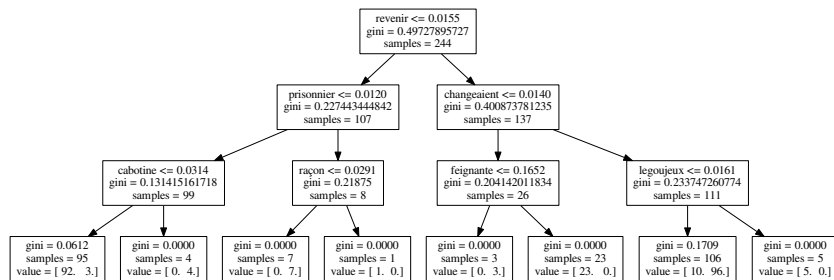 revenir <= 0.0155
gini = 0.49727895727
samples = 244
prisonnier <= 0.0120
gini = 0.227443444842
samples = 107
changeaient <= 0.0140
gini = 0.400873781235
samples = 137
cabotine <= 0.0314
gini = 0.131415161718
samples = 99
raçon <= 0.0291
gini = 0.21875
samples = 8
feignante <= 0.1652
gini = 0.204142011834
samples = 26
legoujeux <= 0.0161
gini = 0.233747260774
samples = 111
gini = 0.0612
samples = 95
value = [ 92. 3.]
gini = 0.0000
samples = 4
value = [ 0. 4.]
gini = 0.0000
samples = 7
value = [ 0. 7.]
gini = 0.0000
samples = 1
value = [ 1. 0.]
gini = 0.0000
samples = 3
value = [ 0. 3.]
gini = 0.0000
samples = 23
value = [ 23. 0.]
gini = 0.1709
samples = 106
value = [ 10. 96.]
gini = 0.0000
samples = 5
value = [ 5. 0.]